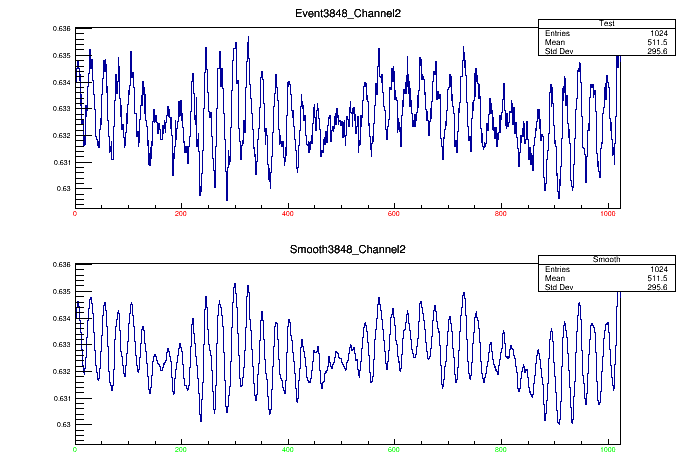 Event3848_Channel2
Test
Entries 1024
Mean 511.5
Std Dev 295.6
0.636
0.635
0.634
0.633
0.632
0.631
0.63
0 200 400 600 800 1000
Smooth3848_Channel2
Smooth
Entries 1024
Mean 511.5
Std Dev 295.6
0.636
0.635
0.634
0.633
0.632
0.631
0.63
0 200 400 600 800 1000